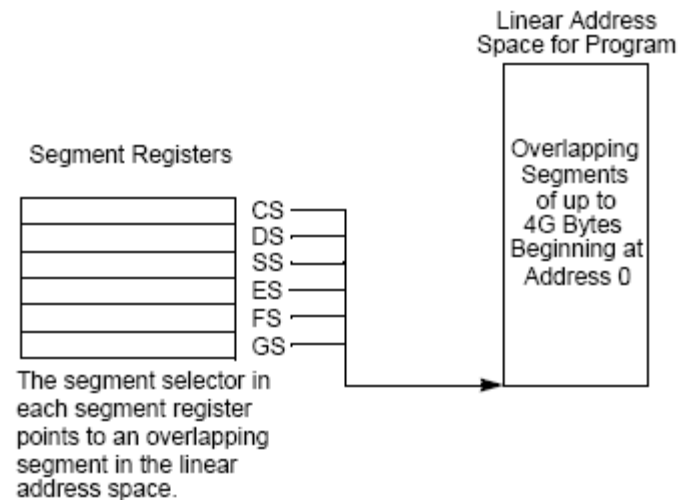 Linear Address
Space for Program
Overlapping
Segments
of up to
4G Bytes
Beginning at
Address 0
Segment Registers
CS
DS
SS
ES
FS
GS
The segment selector in
each segment register
points to an overlapping
segment in the linear
address space.